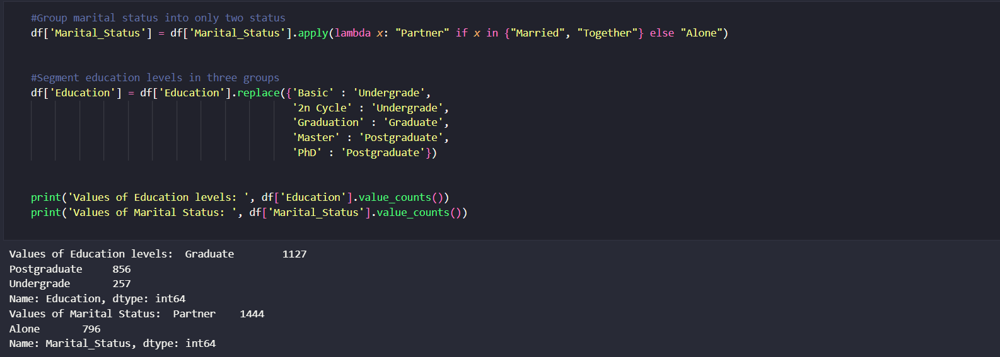 #Group marital status into only two status
df['Marital_Status'] = df['Marital_Status'].apply(lambda x: "Partner" if x in {"Married", "Together"} else "Alone")
#Segment education levels in three groups
df['Education'] = df['Education'].replace({'Basic' : 'Undergrade',
'2n Cycle' : 'Undergrade',
'Graduation' : 'Graduate',
'Master' : 'Postgraduate',
'PhD' : 'Postgraduate'})
print('Values of Education levels: ', df['Education'].value_counts())
print('Values of Marital Status: ', df['Marital_Status'].value_counts())
Values of Education levels:  Graduate        1127
Postgraduate     856
Undergrade       257
Name: Education, dtype: int64
Values of Marital Status:  Partner    1444
Alone       796
Name: Marital_Status, dtype: int64